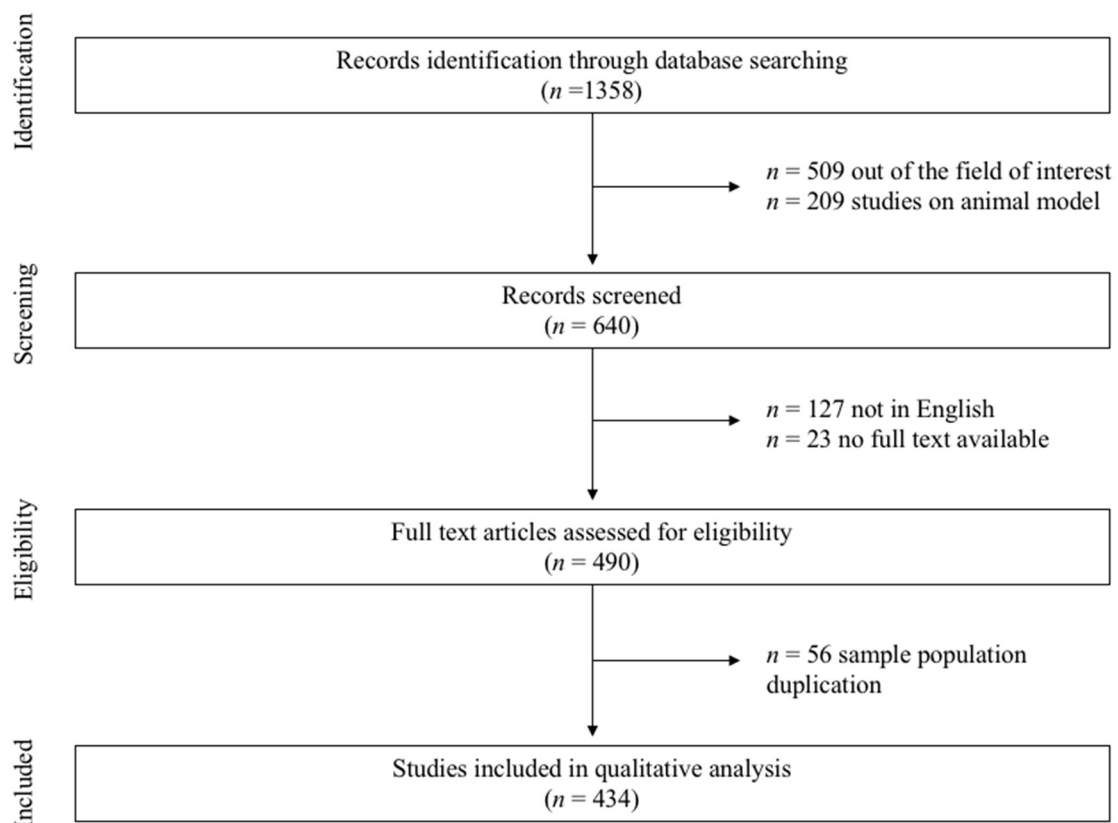 Identification
Records identification through database searching
(n =1358)
n = 509 out of the field of interest
n = 209 studies on animal model
Screening
Records screened
(n = 640)
n = 127 not in English
n = 23 no full text available
Eligibility
Full text articles assessed for eligibility
(n = 490)
n = 56 sample population
duplication
Included
Studies included in qualitative analysis
(n = 434)